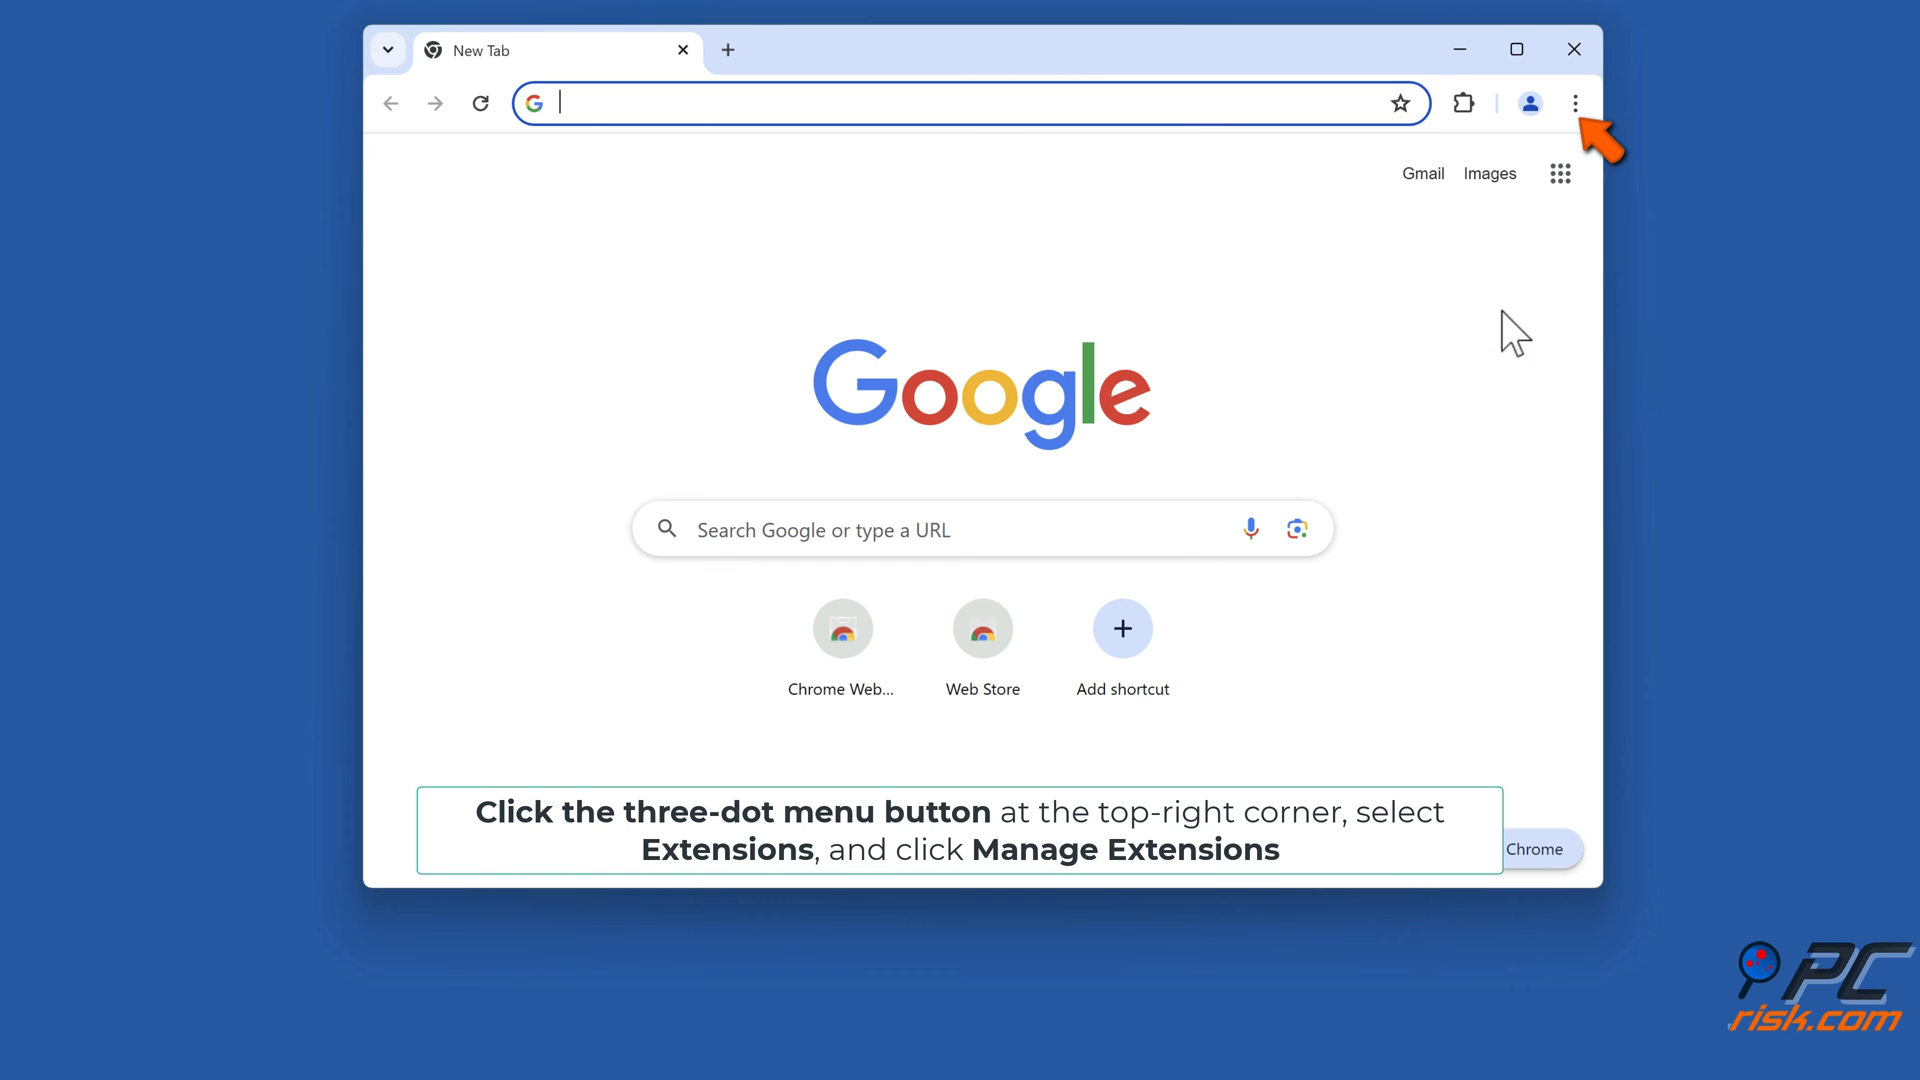 New Tab
Gmail Images
Google
Search Google or type a URL
Chrome Web... Web Store Add shortcut
Click the three-dot menu button at the top-right corner, select
Extensions, and click Manage Extensions
Chrome
PC
risk.com